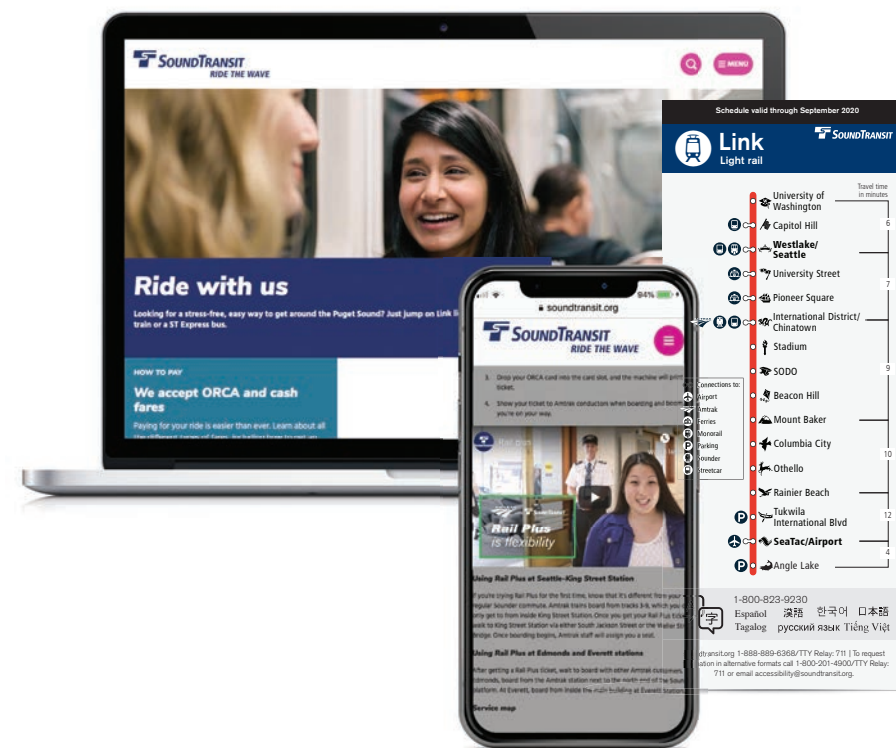 SOUNDTRANSIT
RIDE THE WAVE
MENU
Ride with us
Looking for a stress-free, easy way to get around the Puget Sound? Just jump on Link li
train or a ST Express bus.
HOW TO PAY
We accept ORCA and cash
fares
Paying for your ride is easier than ever. Learn about all
94%
soundtransit.org
SOUNDTRANSIT
RIDE THE WAVE
3. Drop your ORCA card into the card slot, and the machine will print
ticket.
4. Show your ticket to Amtrak conductors when boarding and
you're on your way.
Rail Plus
SOUNDTRANSIT
Rail Plus
is flexibility
Using Rail Plus at Seattle-King Street Station
If you're trying Rail Plus for the first time, know that it's different from your
regular Sounder commute. Amtrak trains board from tracks 3-6, which you
only get to from inside King Street Station. Once you get your Rail Plus
walk to King Street Station via either South Jackson Street or the Weller
Bridge. Once boarding begins, Amtrak staff will assign you a seat.
Using Rail Plus at Edmonds and Everett stations
After getting a Rail Plus ticket, wait to board with other Amtrak customers.
Edmonds, board from the Amtrak station next to the north end of the
platform. At Everett, board from inside the main building at Everett Station.
Service map
Schedule valid through September 2020
Link
Light rail
SOUNDTRANSIT
Travel time
in minutes
University of
Washington
6
Capitol Hill
Westlake/
Seattle
7
University Street
Pioneer Square
International District/
Chinatown
Stadium
9
SODO
Beacon Hill
Mount Baker
10
Columbia City
Othello
Rainier Beach
12
Tukwila
International Blvd
4
SeaTac/Airport
Angle Lake
Connections to:
Airport
Amtrak
Ferries
Monorail
Parking
Sounder
Streetcar
字
1-800-823-9230
Español 漢語 한국어 日本語
Tagalog русский язык Tiếng Việt
dtransit.org 1-888-889-6368/TTY Relay: 711 | To request
ation in alternative formats call 1-800-201-4900/TTY Relay:
711 or email accessibility@soundtransit.org.